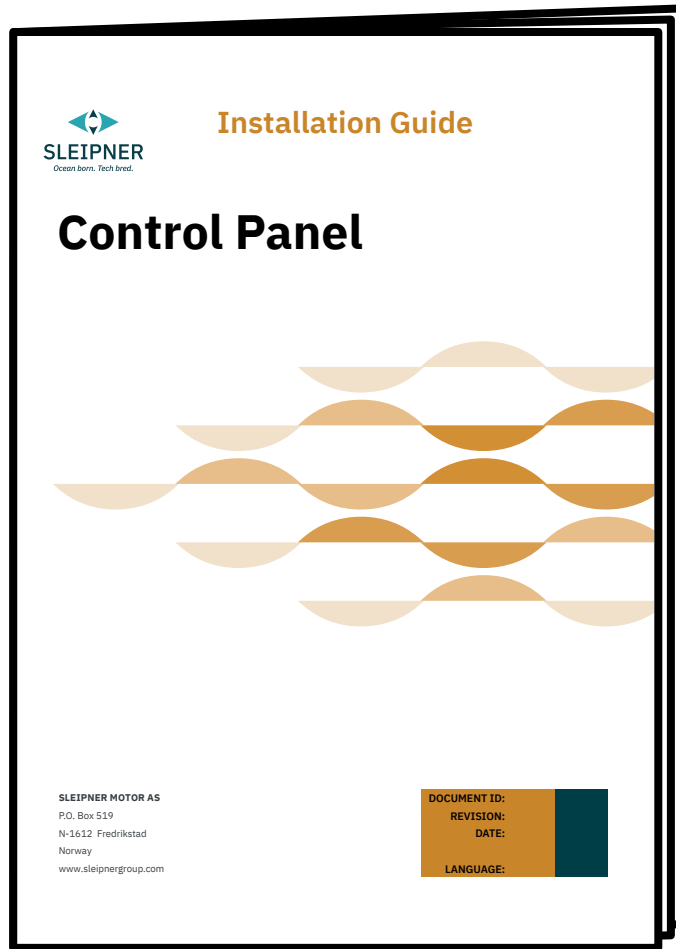 Installation Guide
SLEIPNER
Ocean born. Tech bred.
Control Panel
SLEIPNER MOTOR AS
P.O. Box 519
N-1612 Fredrikstad
Norway
www.sleipnergroup.com
DOCUMENT ID:
REVISION:
DATE:
LANGUAGE: